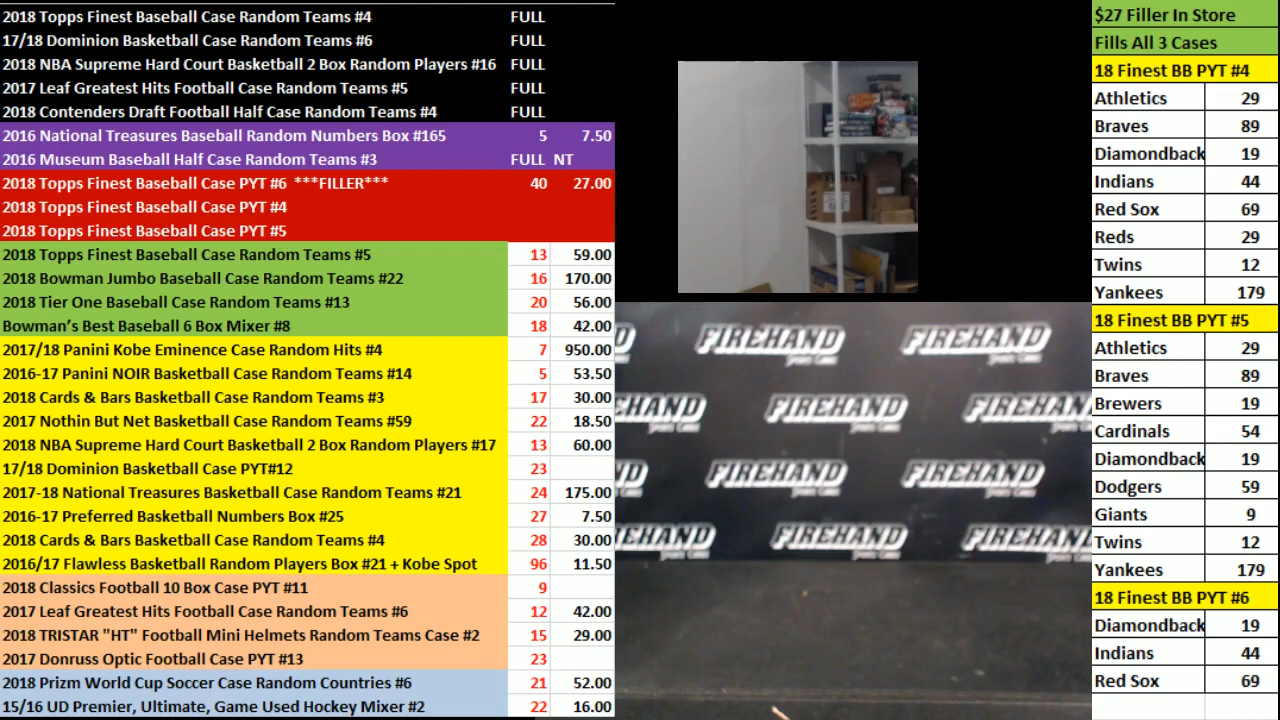 2018 Topps Finest Baseball Case Random Teams #4 FULL
17/18 Dominion Basketball Case Random Teams #6 FULL
2018 NBA Supreme Hard Court Basketball 2 Box Random Players #16 FULL
2017 Leaf Greatest Hits Football Case Random Teams #5 FULL
2018 Contenders Draft Football Half Case Random Teams #4 FULL
2016 National Treasures Baseball Random Numbers Box #165 5 7.50
2016 Museum Baseball Half Case Random Teams #3 FULL NT
2018 Topps Finest Baseball Case PYT #6 ***FILLER*** 40 27.00
2018 Topps Finest Baseball Case PYT #4
2018 Topps Finest Baseball Case PYT #5
2018 Topps Finest Baseball Case Random Teams #5 13 59.00
2018 Bowman Jumbo Baseball Case Random Teams #22 16 170.00
2018 Tier One Baseball Case Random Teams #13 20 56.00
Bowman's Best Baseball 6 Box Mixer #8 18 42.00
2017/18 Panini Kobe Eminence Case Random Hits #4 7 950.00
2016-17 Panini NOIR Basketball Case Random Teams #14 5 53.50
2018 Cards & Bars Basketball Case Random Teams #3 17 30.00
2017 Nothin But Net Basketball Case Random Teams #59 22 18.50
2018 NBA Supreme Hard Court Basketball 2 Box Random Players #17 13 60.00
17/18 Dominion Basketball Case PYT#12 23
2017-18 National Treasures Basketball Case Random Teams #21 24 175.00
2016-17 Preferred Basketball Numbers Box #25 27 7.50
2018 Cards & Bars Basketball Case Random Teams #4 28 30.00
2016/17 Flawless Basketball Random Players Box #21 + Kobe Spot 96 11.50
2018 Classics Football 10 Box Case PYT #11 9
2017 Leaf Greatest Hits Football Case Random Teams #6 12 42.00
2018 TRISTAR "HT" Football Mini Helmets Random Teams Case #2 15 29.00
2017 Donruss Optic Football Case PYT #13 23
2018 Prizm World Cup Soccer Case Random Countries #6 21 52.00
15/16 UD Premier, Ultimate, Game Used Hockey Mixer #2 22 16.00
FIREHAND FIREHAND
FIREHAND FIREHAND
FIREHAND FIREHAND
FIREHAND FIREHAND
$27 Filler In Store
Fills All 3 Cases
18 Finest BB PYT #4
Athletics 29
Braves 89
Diamondback 19
Indians 44
Red Sox 69
Reds 29
Twins 12
Yankees 179
18 Finest BB PYT #5
Athletics 29
Braves 89
Brewers 19
Cardinals 54
Diamondback 19
Dodgers 59
Giants 9
Twins 12
Yankees 179
18 Finest BB PYT #6
Diamondback 19
Indians 44
Red Sox 69